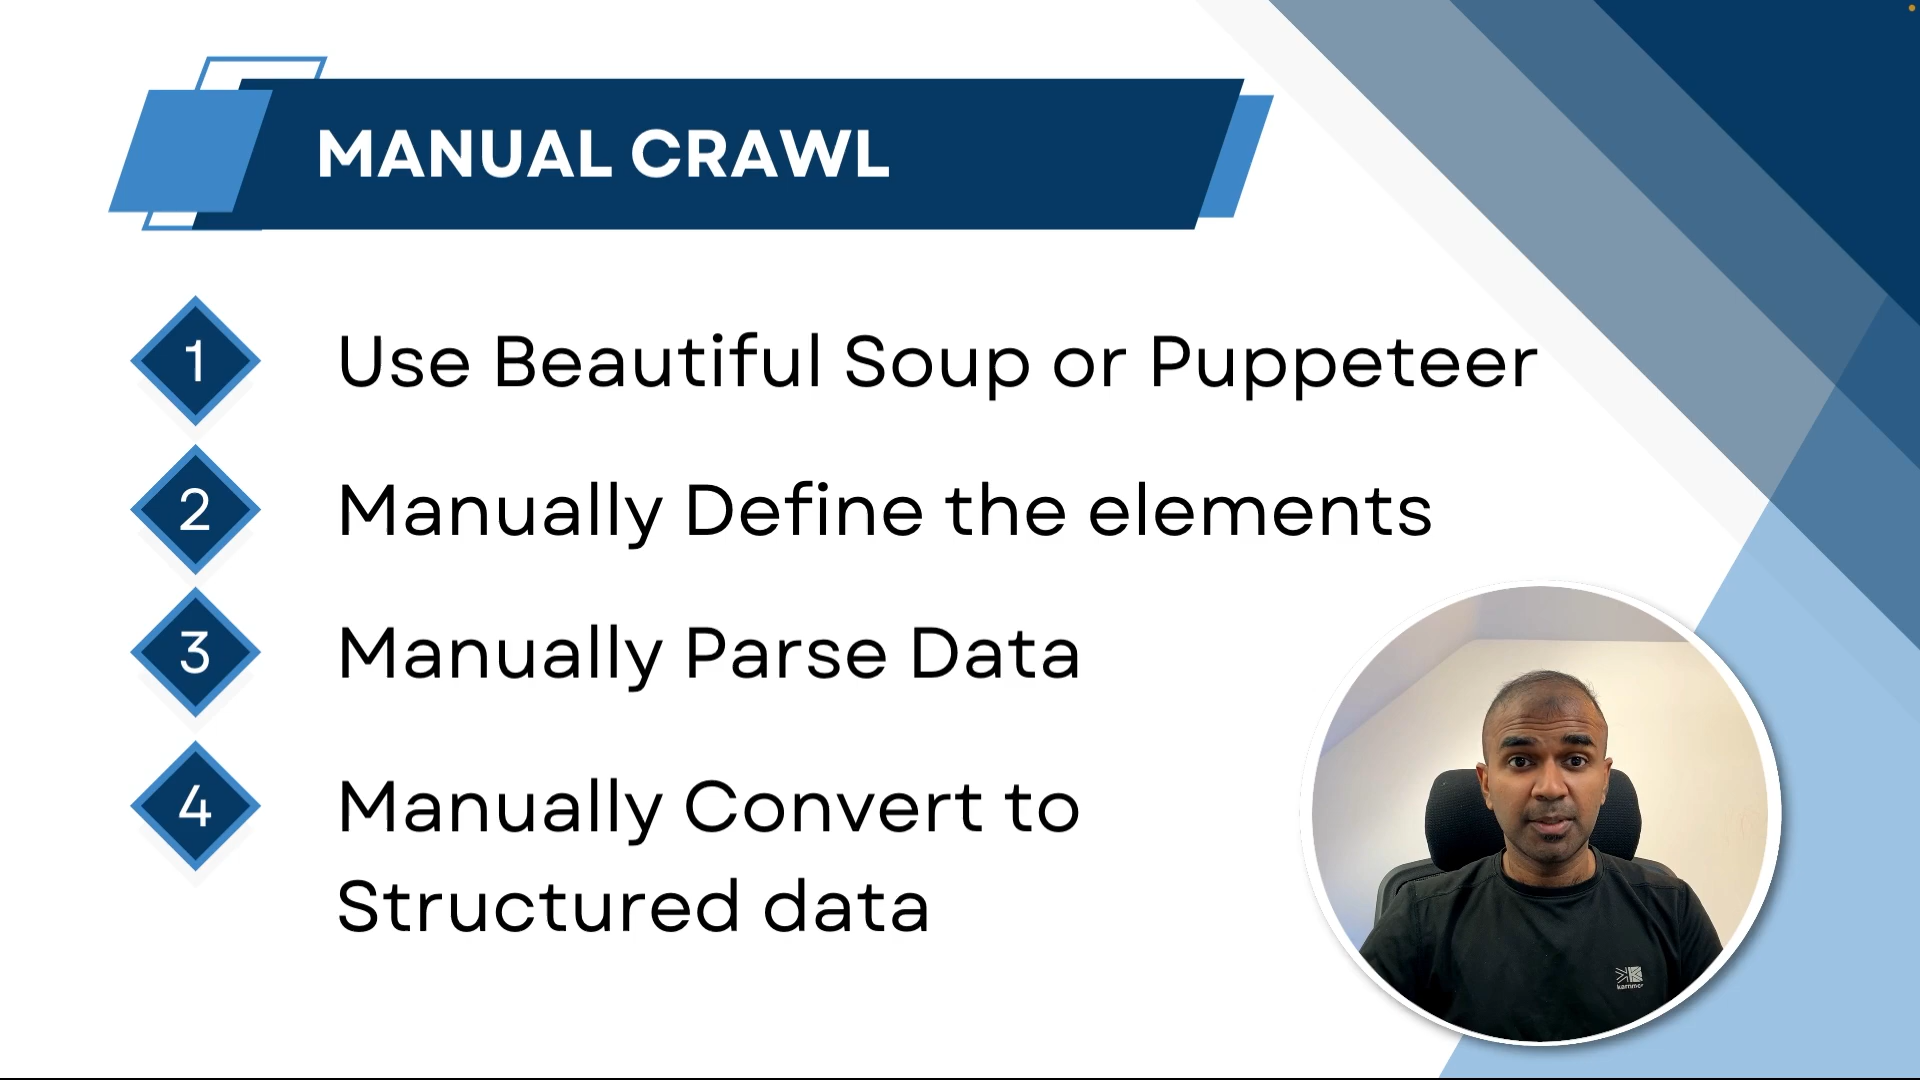 MANUAL CRAWL
1 Use Beautiful Soup or Puppeteer
2 Manually Define the elements
3 Manually Parse Data
4 Manually Convert to
Structured data
karrimor